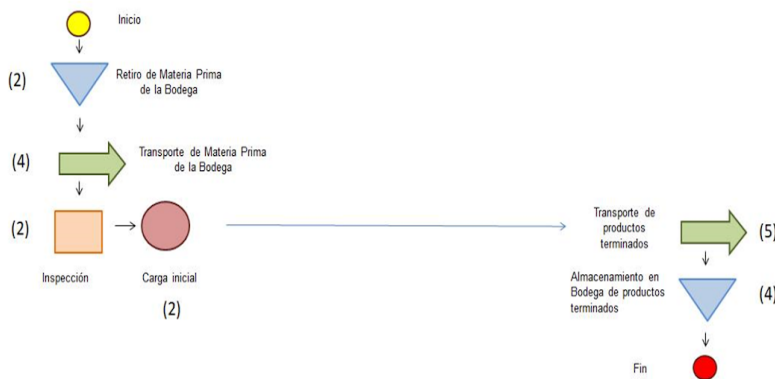 Inicio
(2)
Retiro de Materia Prima
de la Bodega
(4)
Transporte de Materia Prima
de la Bodega
(2)
Inspección
Carga inicial
(2)
Transporte de
productos
terminados
(5)
Almacenamiento en
Bodega de productos
terminados
(4)
Fin